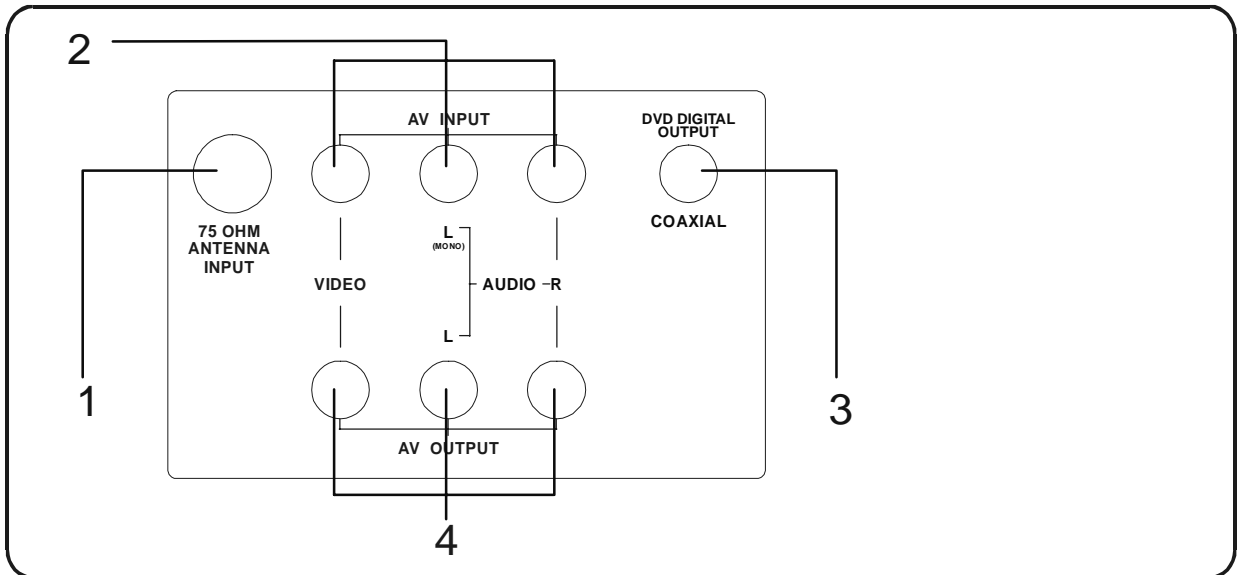 2
AV INPUT
DVD DIGITAL
OUTPUT
1
3
75 OHM
ANTENNA
INPUT
COAXIAL
L
(MONO)
VIDEO
AUDIO
R
L
AV OUTPUT
4